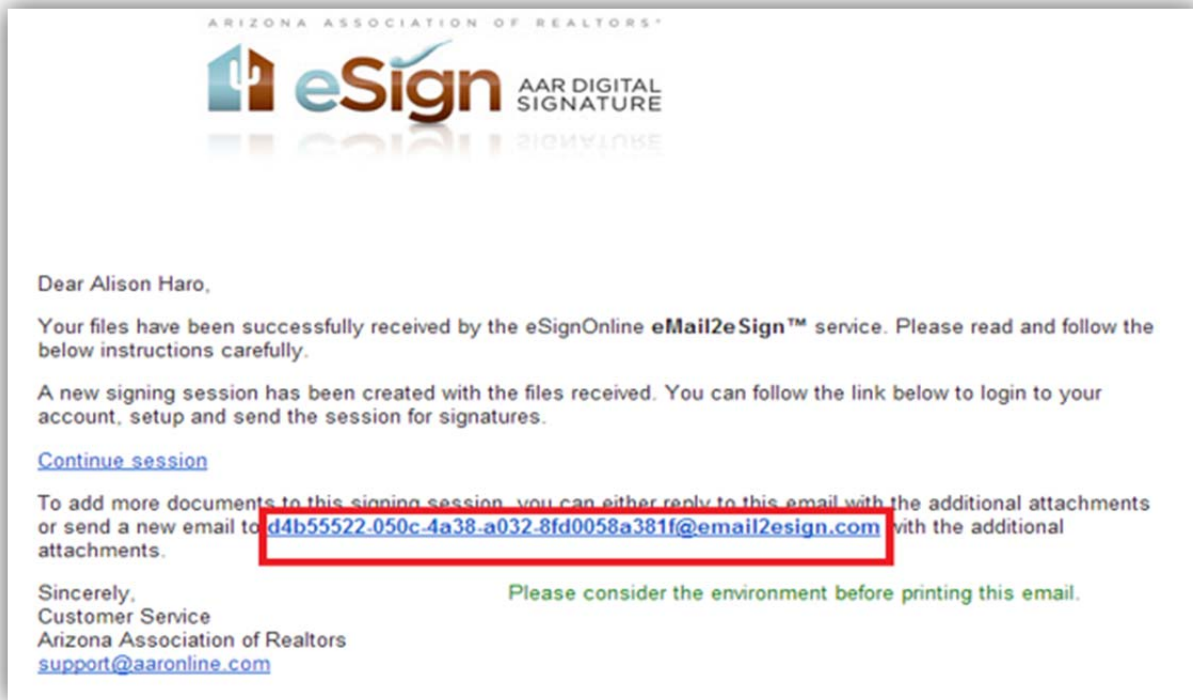 ARIZONA ASSOCIATION OF REALTORS®
eSign AAR DIGITAL
SIGNATURE
Dear Alison Haro,
Your files have been successfully received by the eSignOnline eMail2eSign™ service. Please read and follow the
below instructions carefully.
A new signing session has been created with the files received. You can follow the link below to login to your
account, setup and send the session for signatures.
Continue session
To add more documents to this signing session, you can either reply to this email with the additional attachments
or send a new email to d4b55522-050c-4a38-a032-8fd0058a381f@email2esign.com with the additional
attachments.
Sincerely, Please consider the environment before printing this email.
Customer Service
Arizona Association of Realtors
support@aaronline.com